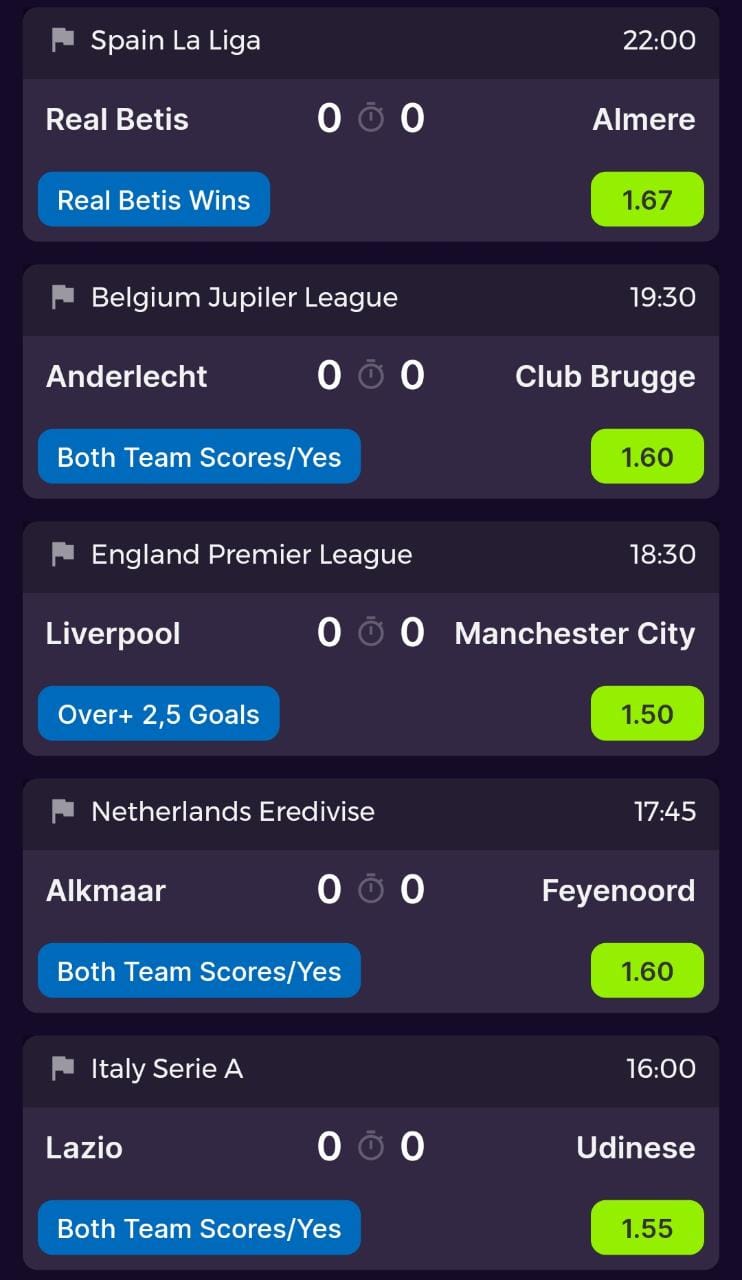 Spain La Liga 22:00
Real Betis 0 0 Almere
Real Betis Wins 1.67
Belgium Jupiler League 19:30
Anderlecht 0 0 Club Brugge
Both Team Scores/Yes 1.60
England Premier League 18:30
Liverpool 0 0 Manchester City
Over+ 2,5 Goals 1.50
Netherlands Eredivise 17:45
Alkmaar 0 0 Feyenoord
Both Team Scores/Yes 1.60
Italy Serie A 16:00
Lazio 0 0 Udinese
Both Team Scores/Yes 1.55